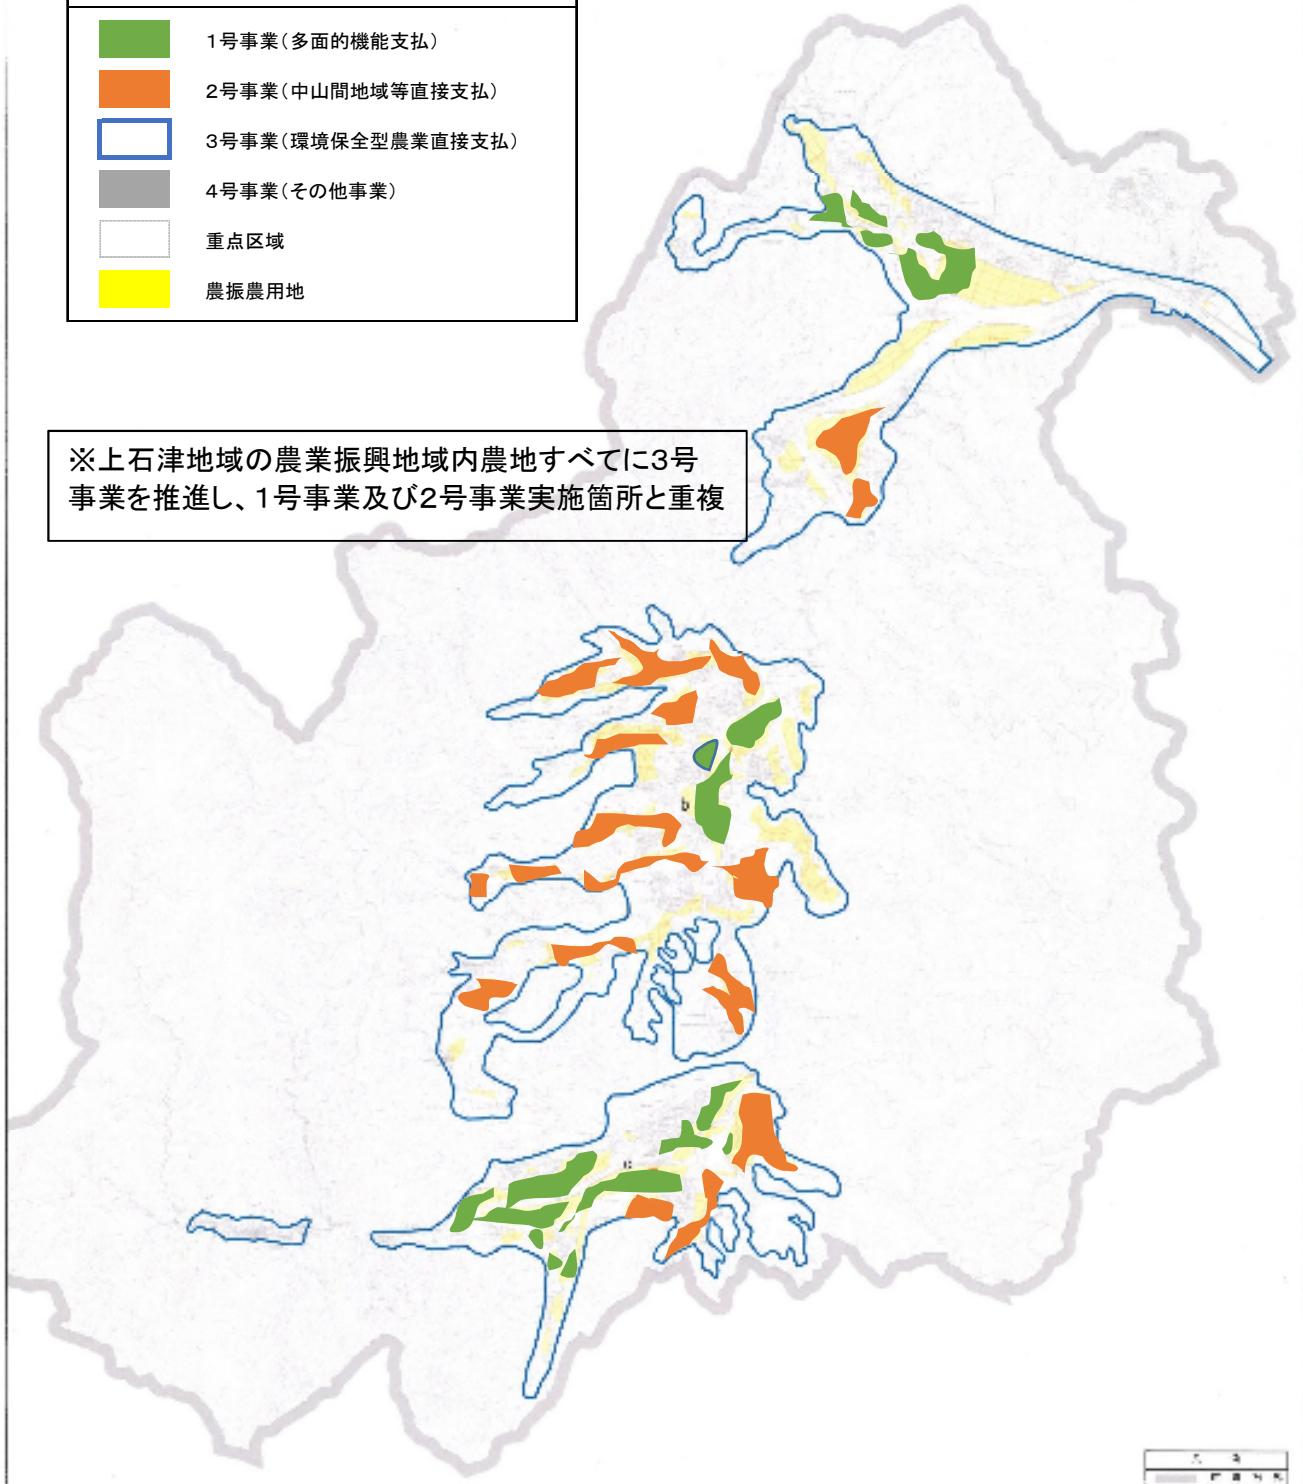 1号事業(多面的機能支払)
2号事業(中山間地域等直接支払)
3号事業(環境保全型農業直接支払)
4号事業(その他事業)
重点区域
農振農用地
※上石津地域の農業振興地域内農地すべてに3号
事業を推進し、1号事業及び2号事業実施箇所と重複
b